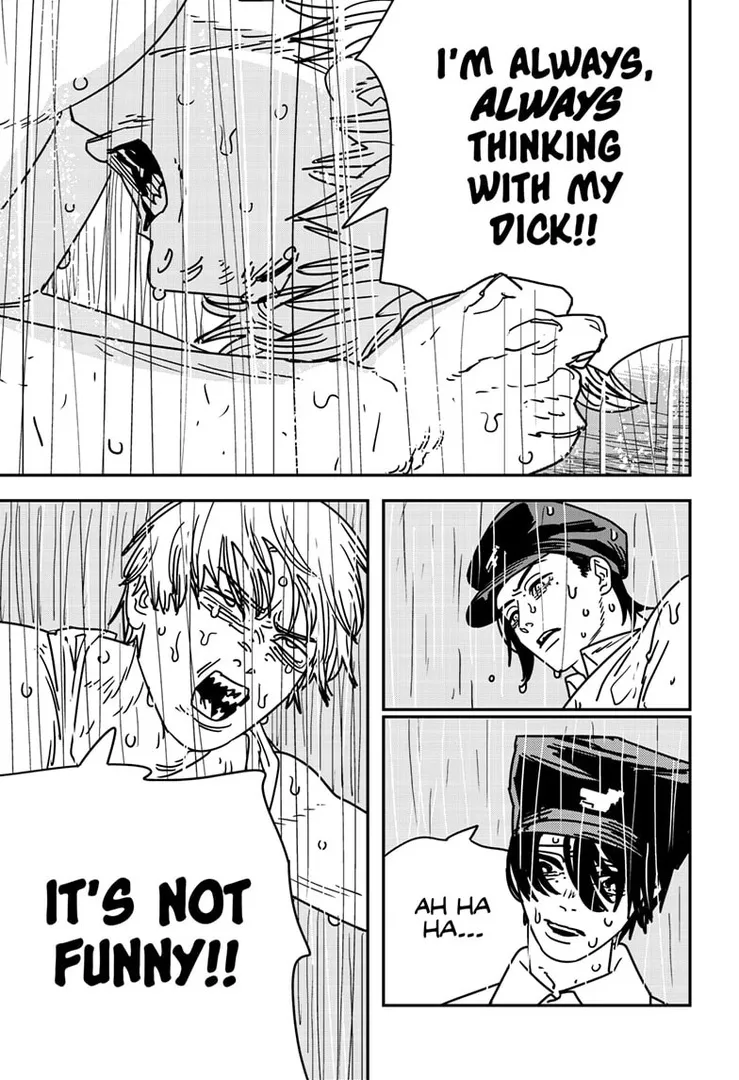 I'M ALWAYS,
ALWAYS
THINKING
WITH MY
DICK!!
AH HA
HA...
IT'S NOT
FUNNY!!